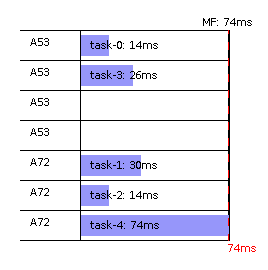 MF: 74ms
A53 task-0: 14ms
A53 task-3: 26ms
A53
A53
A72 task-1: 30ms
A72 task-2: 14ms
A72 task-4: 74ms
74ms